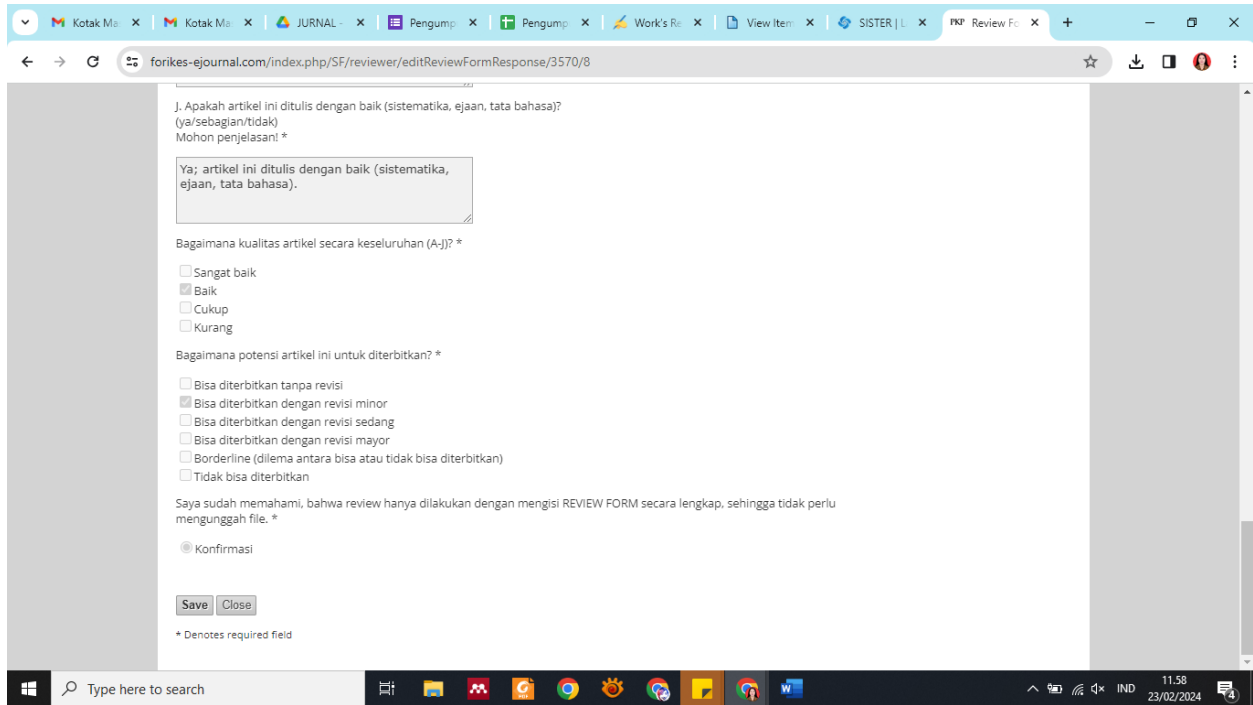 Kotak Ma
Kotak Ma
JURNAL -
Pengump
Pengump
Work's Re
View Item
SISTER | L
PKP Review Fo
forikes-ejournal.com/index.php/SF/reviewer/editReviewFormResponse/3570/8
J. Apakah artikel ini ditulis dengan baik (sistematika, ejaan, tata bahasa)?
(ya/sebagian/tidak)
Mohon penjelasan! *
Ya; artikel ini ditulis dengan baik (sistematika,
ejaan, tata bahasa).
Bagaimana kualitas artikel secara keseluruhan (A-J)? *
Sangat baik
Baik
Cukup
Kurang
Bagaimana potensi artikel ini untuk diterbitkan? *
Bisa diterbitkan tanpa revisi
Bisa diterbitkan dengan revisi minor
Bisa diterbitkan dengan revisi sedang
Bisa diterbitkan dengan revisi mayor
Borderline (dilema antara bisa atau tidak bisa diterbitkan)
Tidak bisa diterbitkan
Saya sudah memahami, bahwa review hanya dilakukan dengan mengisi REVIEW FORM secara lengkap, sehingga tidak perlu
mengunggah file. *
Konfirmasi
Save Close
* Denotes required field
Type here to search
IND
11.58
23/02/2024